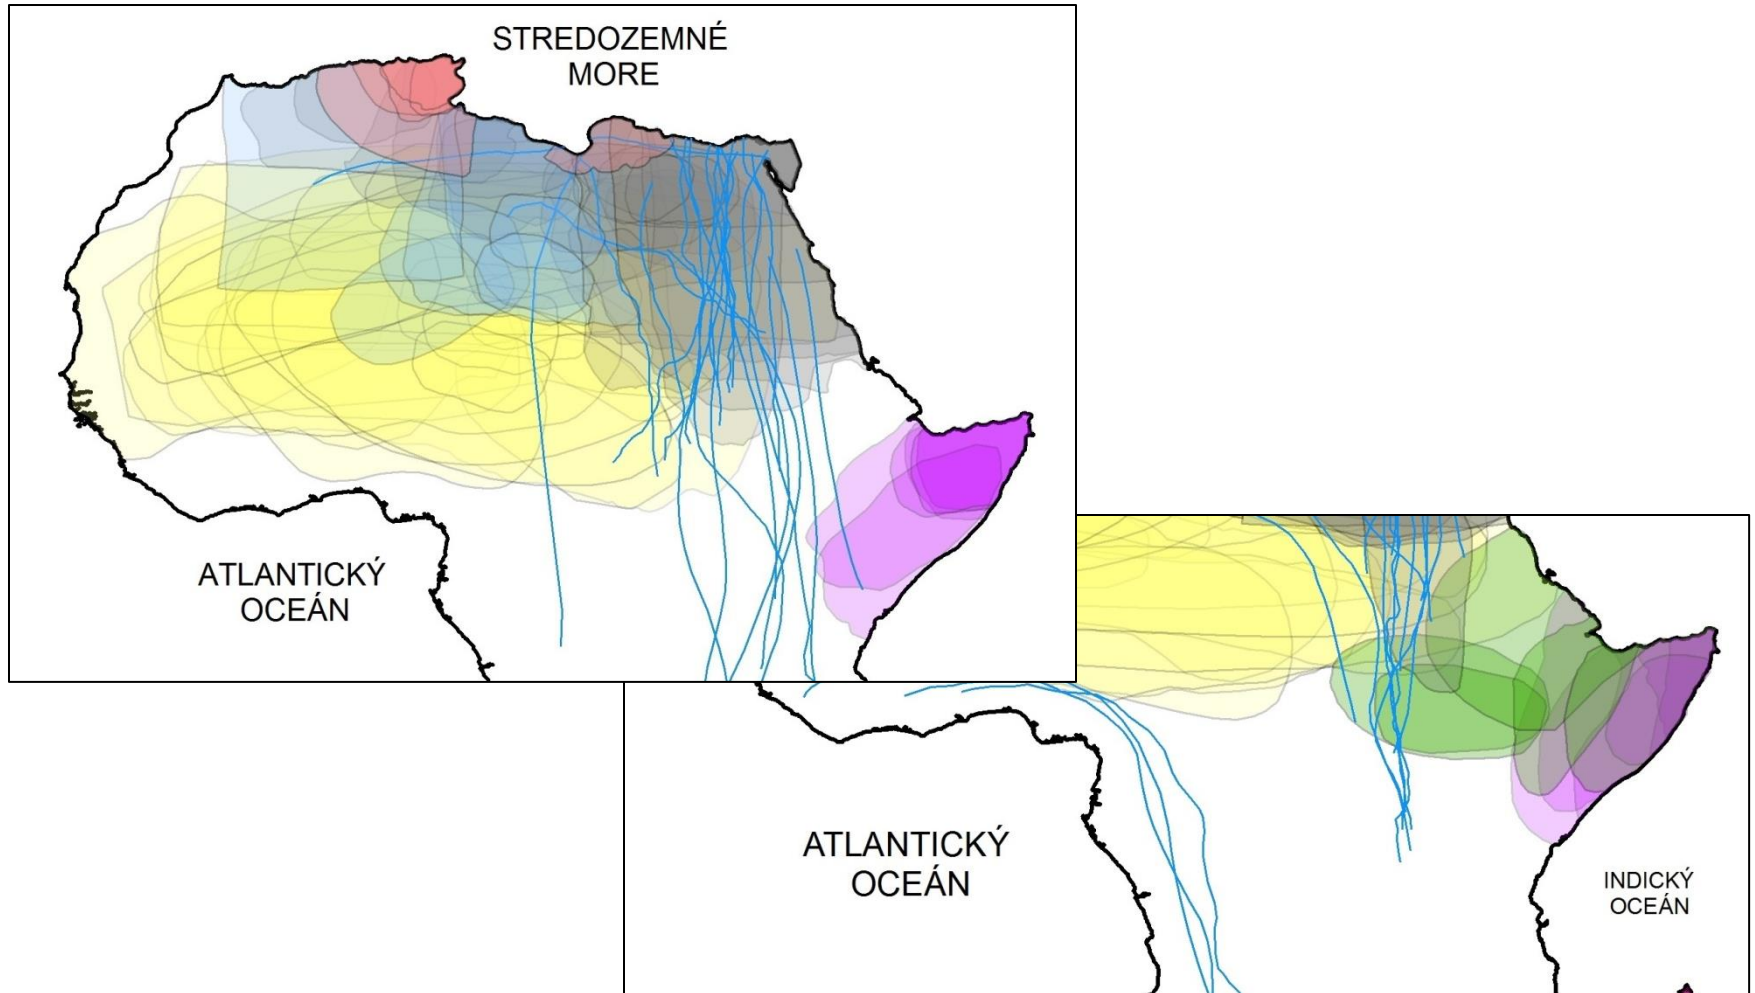 STREDOZEMNÉ
MORE
ATLANTICKÝ
OCEÁN
ATLANTICKÝ
OCEÁN
INDICKÝ
OCEÁN